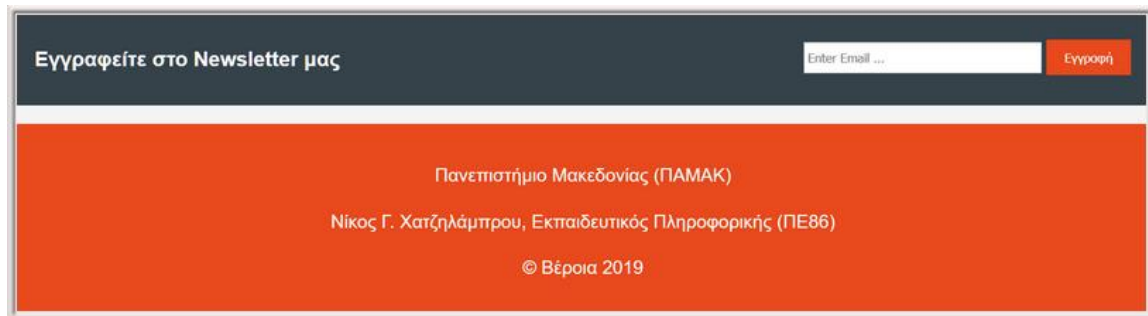 Εγγραφείτε στο Newsletter μας
Enter Email ...
Εγγραφή
Πανεπιστήμιο Μακεδονίας (ΠΑΜΑΚ)
Νίκος Γ. Χατζηλάμπρου, Εκπαιδευτικός Πληροφορικής (ΠΕ86)
© Βέροια 2019